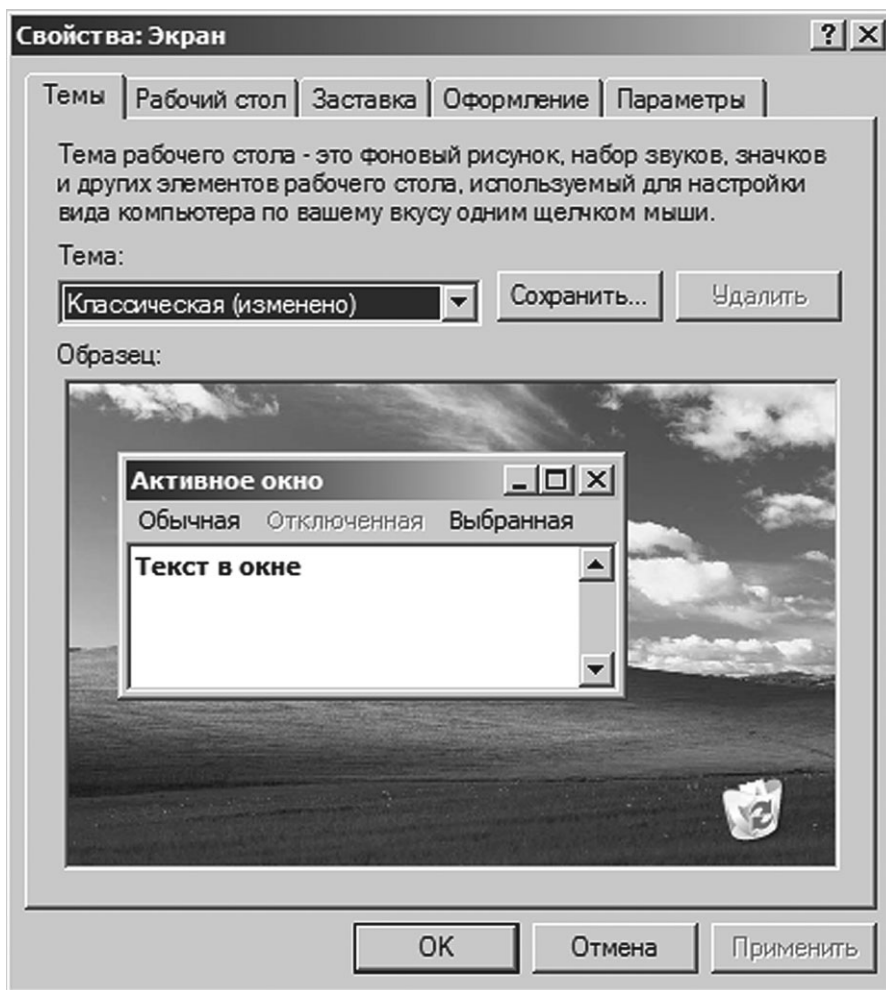 Свойства: Экран
Темы Рабочий стол Заставка Оформление Параметры
Тема рабочего стола - это фоновый рисунок, набор звуков, значков
и других элементов рабочего стола, используемый для настройки
вида компьютера по вашему вкусу одним щелчком мыши.
Тема:
Классическая (изменено) Сохранить... Удалить
Образец:
Активное окно
Обычная Отключенная Выбранная
Текст в окне
OK Отмена Применить